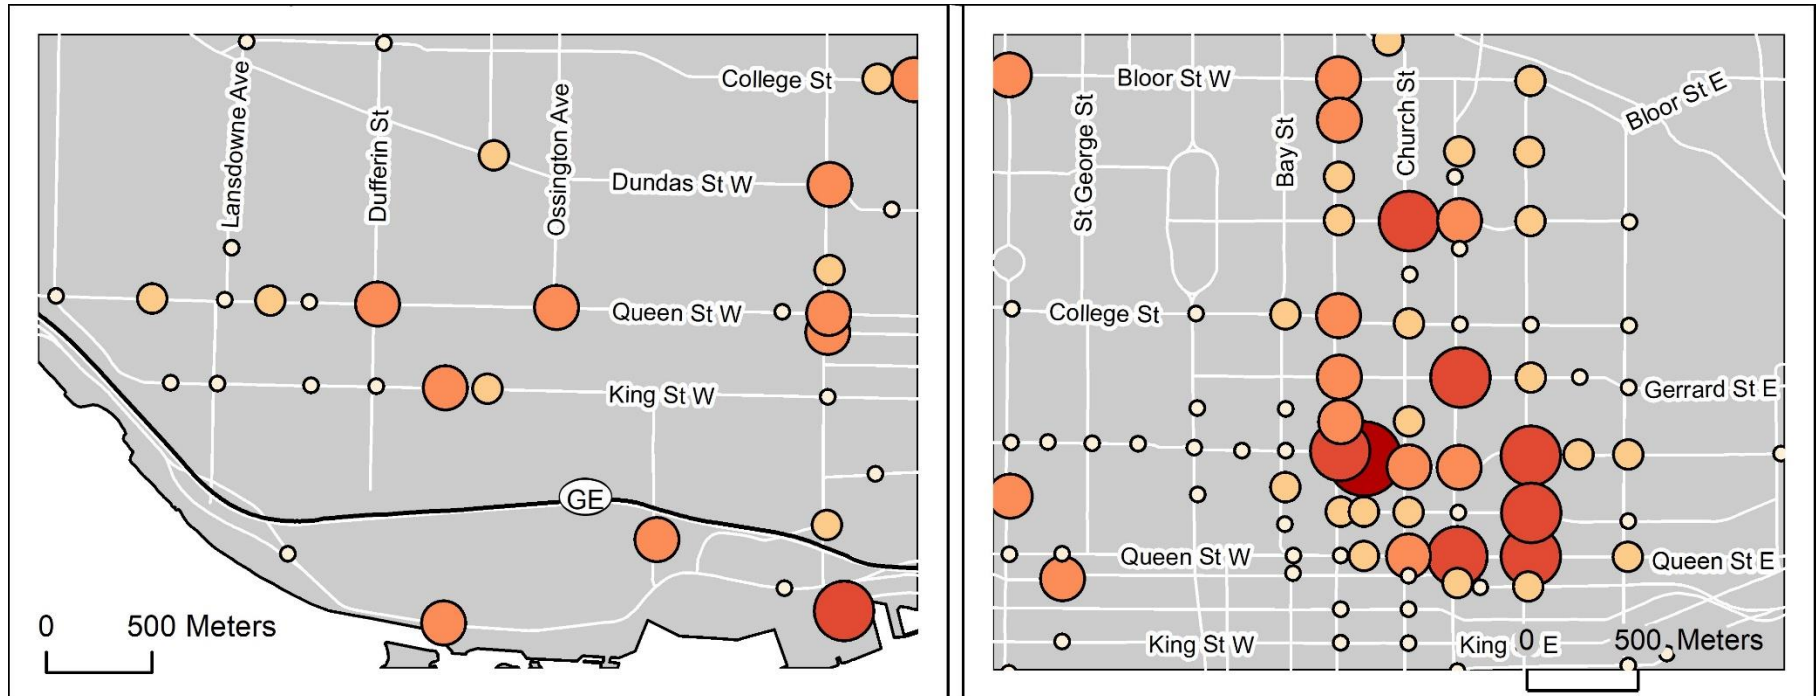 College St
Lansdowne Ave
Dufferin St
Ossington Ave
Dundas St W
Queen St W
King St W
GE
0 500 Meters
Bloor St W
Bloor St E
St George St
Bay St
Church St
College St
Gerrard St E
Queen St W
Queen St E
King St W
King E
0 500 Meters